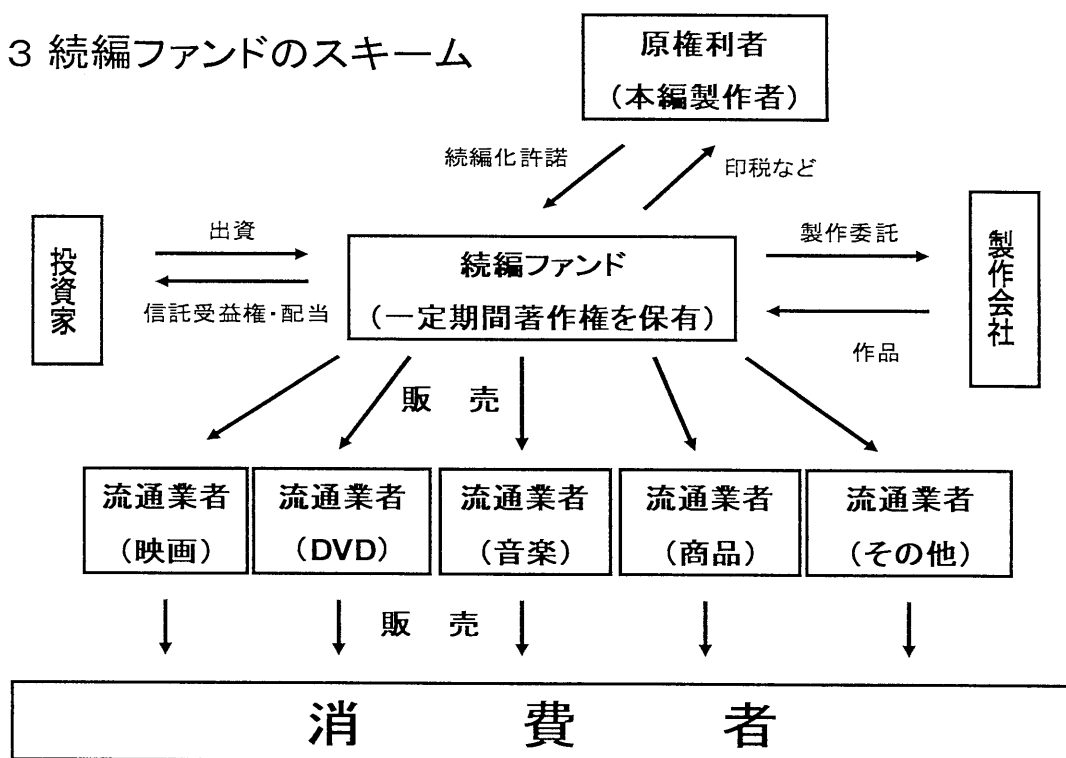 3 続編ファンドのスキーム
原権利者
（本編製作者）
続編化許諾
印税など
投資家
出資
信託受益権・配当
続編ファンド
（一定期間著作権を保有）
製作委託
作品
製作会社
販　売
流通業者
（映画）
流通業者
（DVD）
流通業者
（音楽）
流通業者
（商品）
流通業者
（その他）
販　売
消　費　者